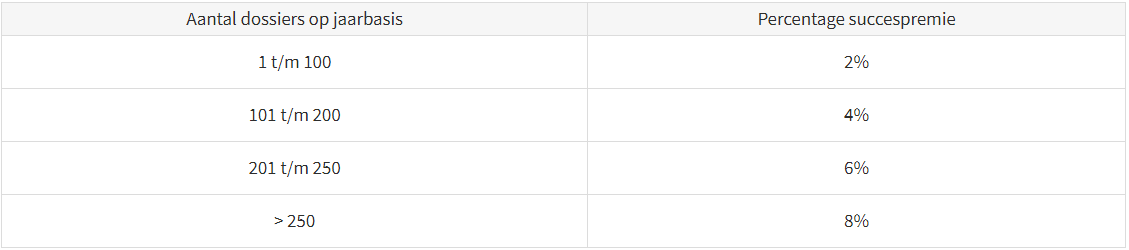 Aantal dossiers op jaarbasis Percentage succespremie
1 t/m 100 2%
101 t/m 200 4%
201 t/m 250 6%
> 250 8%